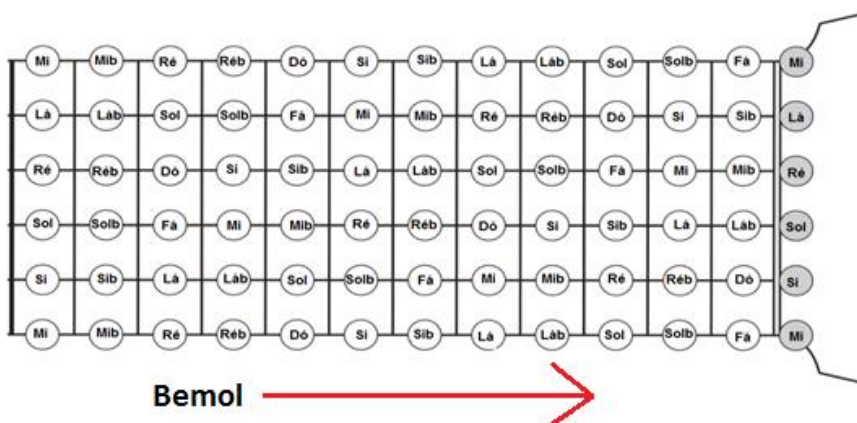 Mi Mib Ré Réb Dó Si Sib Lá Láb Sol Solb Fá Mi
Lá Láb Sol Solb Fá Mi Mib Ré Réb Dó Si Sib Lá
Ré Réb Dó Si Sib Lá Láb Sol Solb Fá Mi Mib Ré
Sol Solb Fá Mi Mib Ré Réb Dó Si Sib Lá Láb Sol
Si Sib Lá Láb Sol Solb Fá Mi Mib Ré Réb Dó Si
Mi Mib Ré Réb Dó Si Sib Lá Láb Sol Solb Fá Mi
Bemol